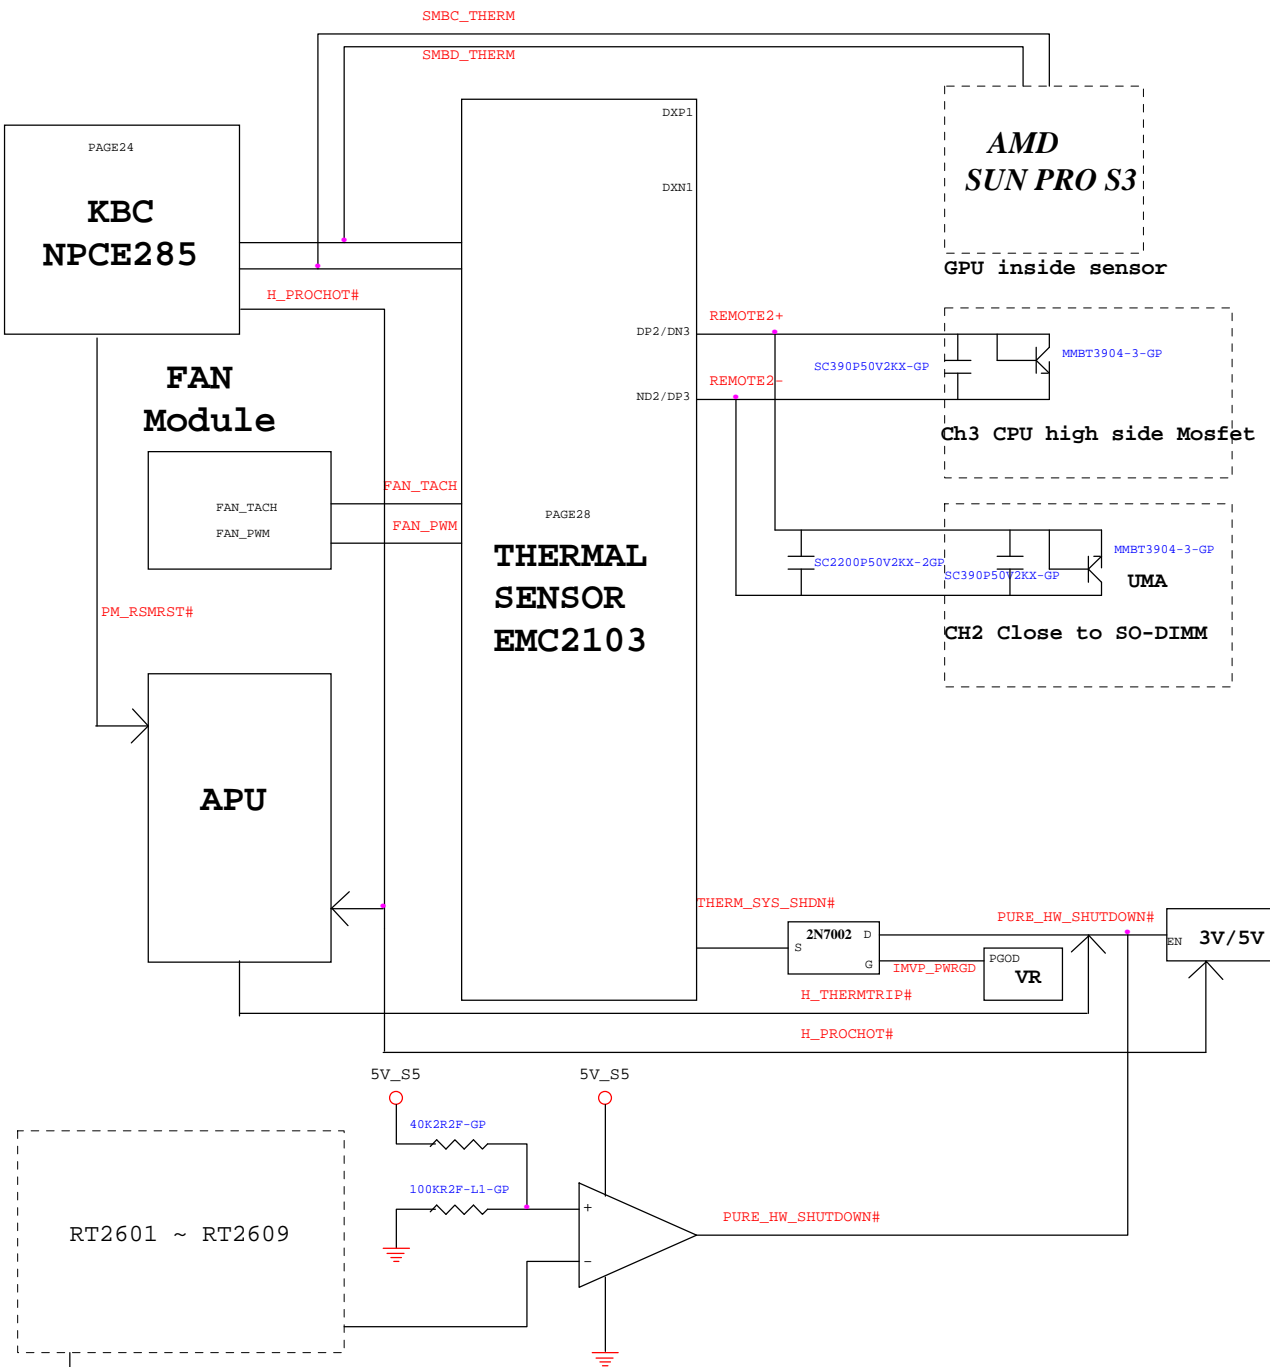 SMBC_THERM
SMBD_THERM
PAGE24
KBC
NPCE285
H_PROCHOT#
FAN
Module
FAN_TACH
FAN_PWM
FAN_TACH
FAN_PWM
PM_RSMRST#
APU
DXP1
DXN1
DP2/DN3
ND2/DP3
PAGE28
THERMAL
SENSOR
EMC2103
AMD
SUN PRO S3
GPU inside sensor
REMOTE2+
REMOTE2-
SC390P50V2KX-GP
MMBT3904-3-GP
Ch3 CPU high side Mosfet
SC2200P50V2KX-2GP
SC390P50V2KX-GP
MMBT3904-3-GP
UMA
CH2 Close to SO-DIMM
THERM_SYS_SHDN#
2N7002
D
S
G
IMVP_PWRGD
PGOD
VR
PURE_HW_SHUTDOWN#
EN
3V/5V
H_THERMTRIP#
H_PROCHOT#
5V_S5
5V_S5
40K2R2F-GP
100KR2F-L1-GP
+
-
PURE_HW_SHUTDOWN#
RT2601 ~ RT2609